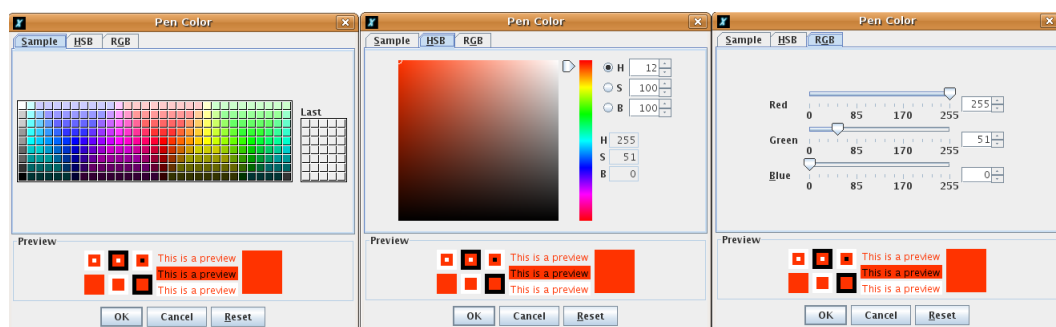 Pen Color
Sample HSB RGB
Last
Preview
This is a preview
This is a preview
This is a preview
OK Cancel Reset
Pen Color
Sample HSB RGB
H 12
S 100
B 100
H 255
S 51
B 0
Preview
This is a preview
This is a preview
This is a preview
OK Cancel Reset
Pen Color
Sample HSB RGB
Red 255
0 85 170 255
Green 51
0 85 170 255
Blue 0
0 85 170 255
Preview
This is a preview
This is a preview
This is a preview
OK Cancel Reset